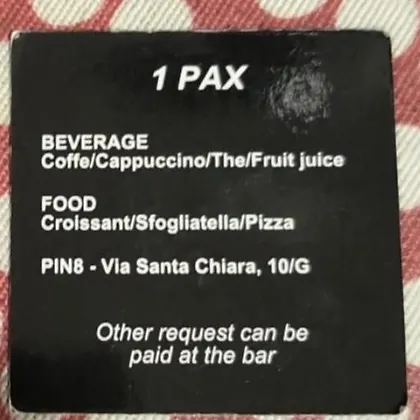 1 PAX
BEVERAGE
Coffe/Cappuccino/The/Fruit juice
FOOD
Croissant/Sfogliatella/Pizza
PIN8 - Via Santa Chiara, 10/G
Other request can be
paid at the bar